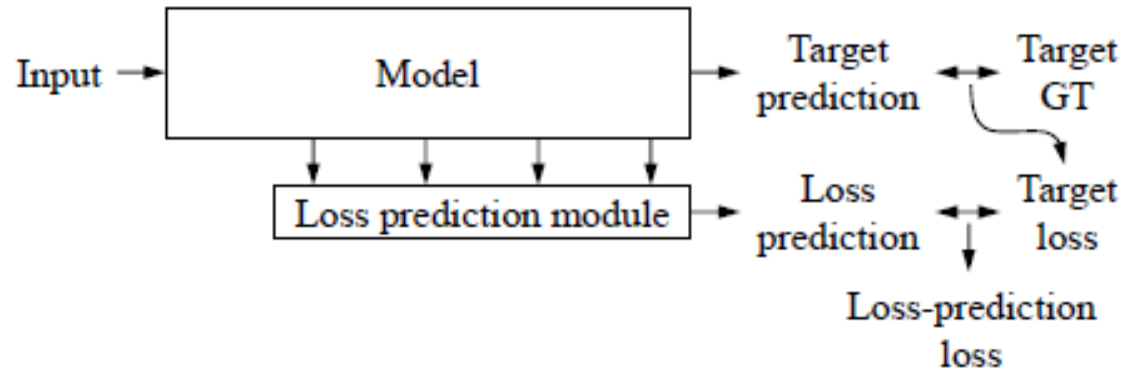 Input
Model
Target
prediction
Target
GT
Loss prediction module
Loss
prediction
Target
loss
Loss-prediction
loss